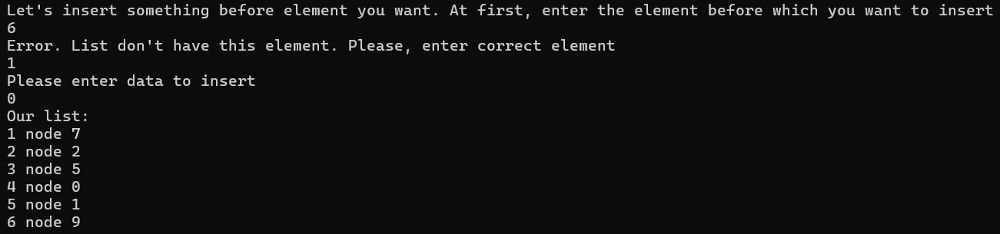 Let's insert something before element you want. At first, enter the element before which you want to insert
6
Error. List don't have this element. Please, enter correct element
1
Please enter data to insert
0
Our list:
1 node 7
2 node 2
3 node 5
4 node 0
5 node 1
6 node 9